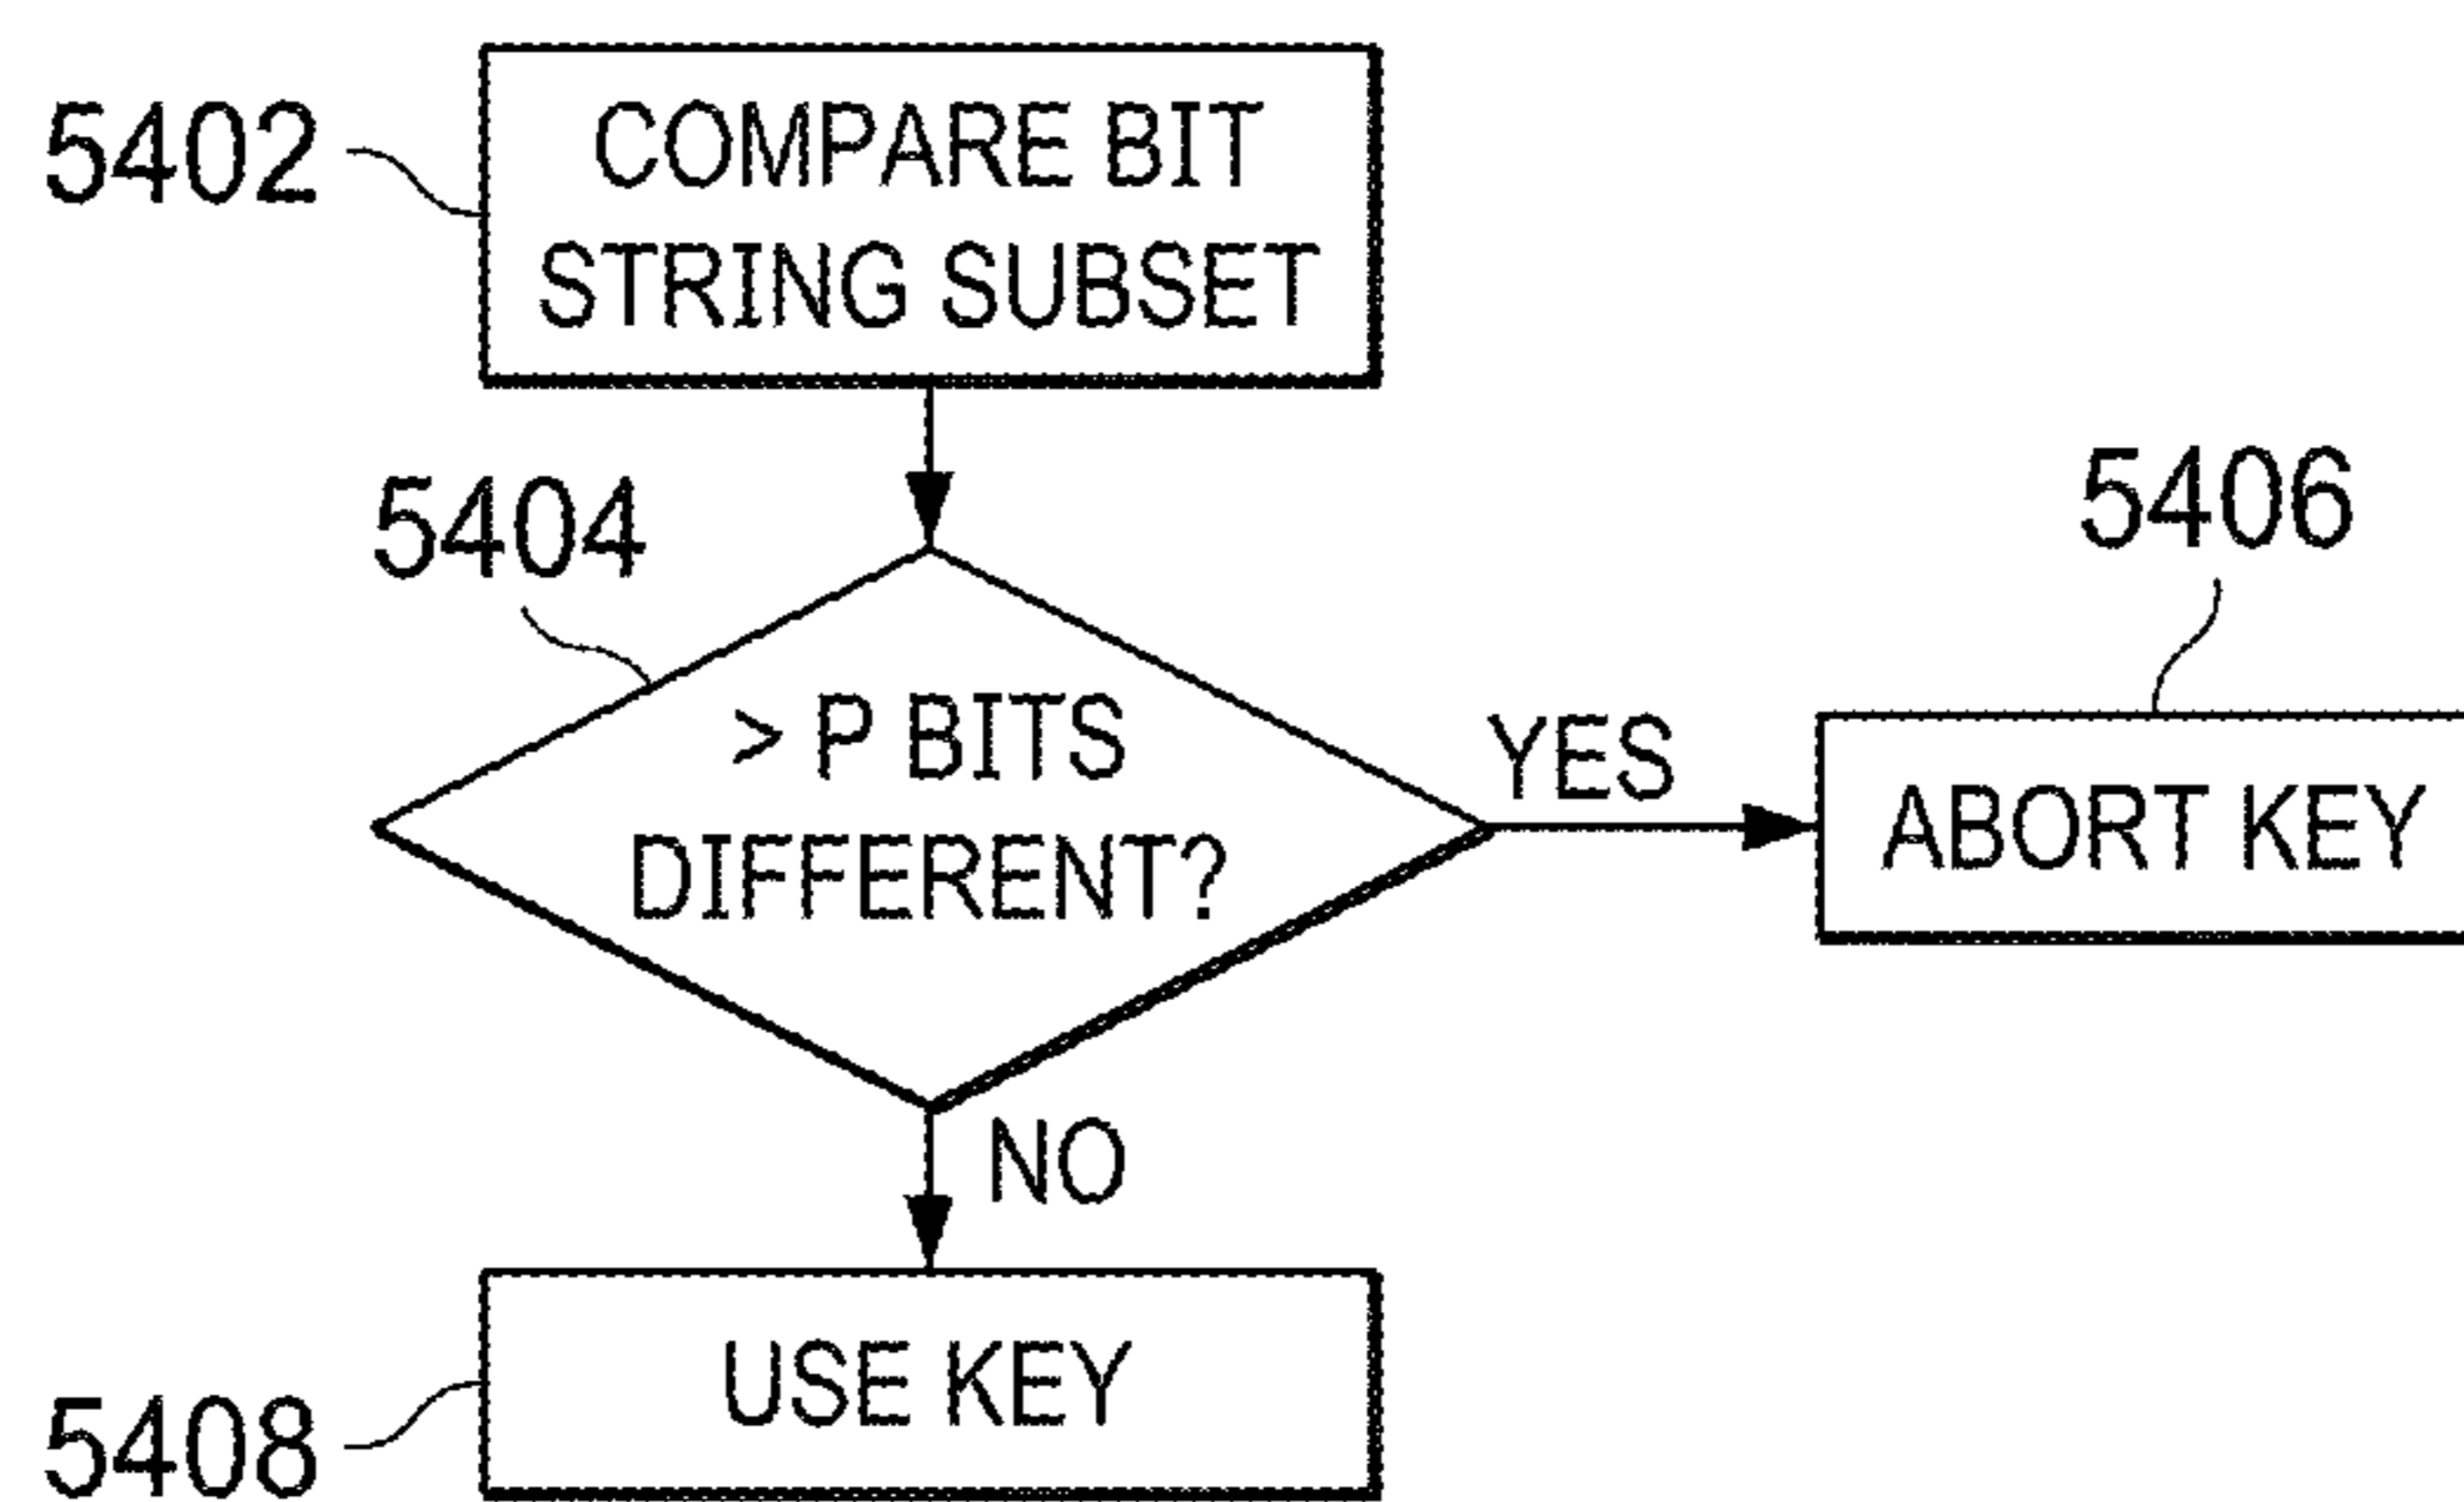 5402
COMPARE BIT
STRING SUBSET
5404
> P BITS
DIFFERENT?
YES
5406
ABORT KEY
NO
5408
USE KEY